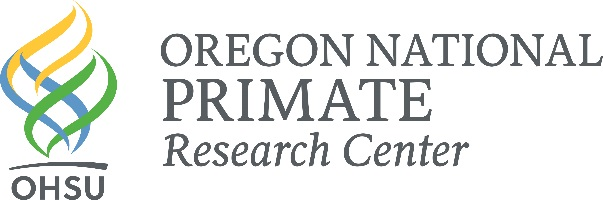 OREGON NATIONAL
PRIMATE
Research Center
OHSU